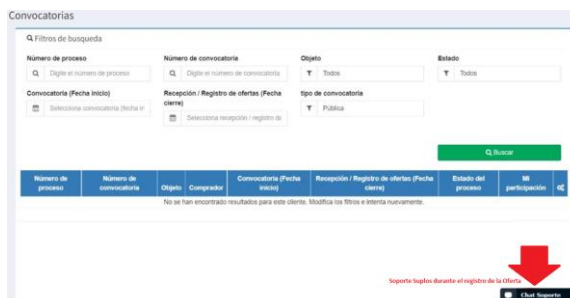 Convocatorias
Filtros de busqueda
Número de proceso
Número de convocatoria
Objeto
Estado
Digite el número de proceso
Digite el número de convocatoria
Todos
Todos
Convocatoria (Fecha Inicio)
Recepción / Registro de ofertas (Fecha
cierre)
tipo de convocatoria
Selecciona convocatoria (fecha in
Selecciona recepción / registro de
Pública
Buscar
Número de
proceso
Número de
convocatoria
Objeto
Comprador
Convocatoria (Fecha
Inicio)
Recepción / Registro de ofertas (Fecha
cierre)
Estado del
proceso
Mi
participación
No se han encontrado resultados para este cliente. Modifica los filtros e intenta nuevamente.
Soporte Suplos durante el registro de la Oferta
Chat Soporte